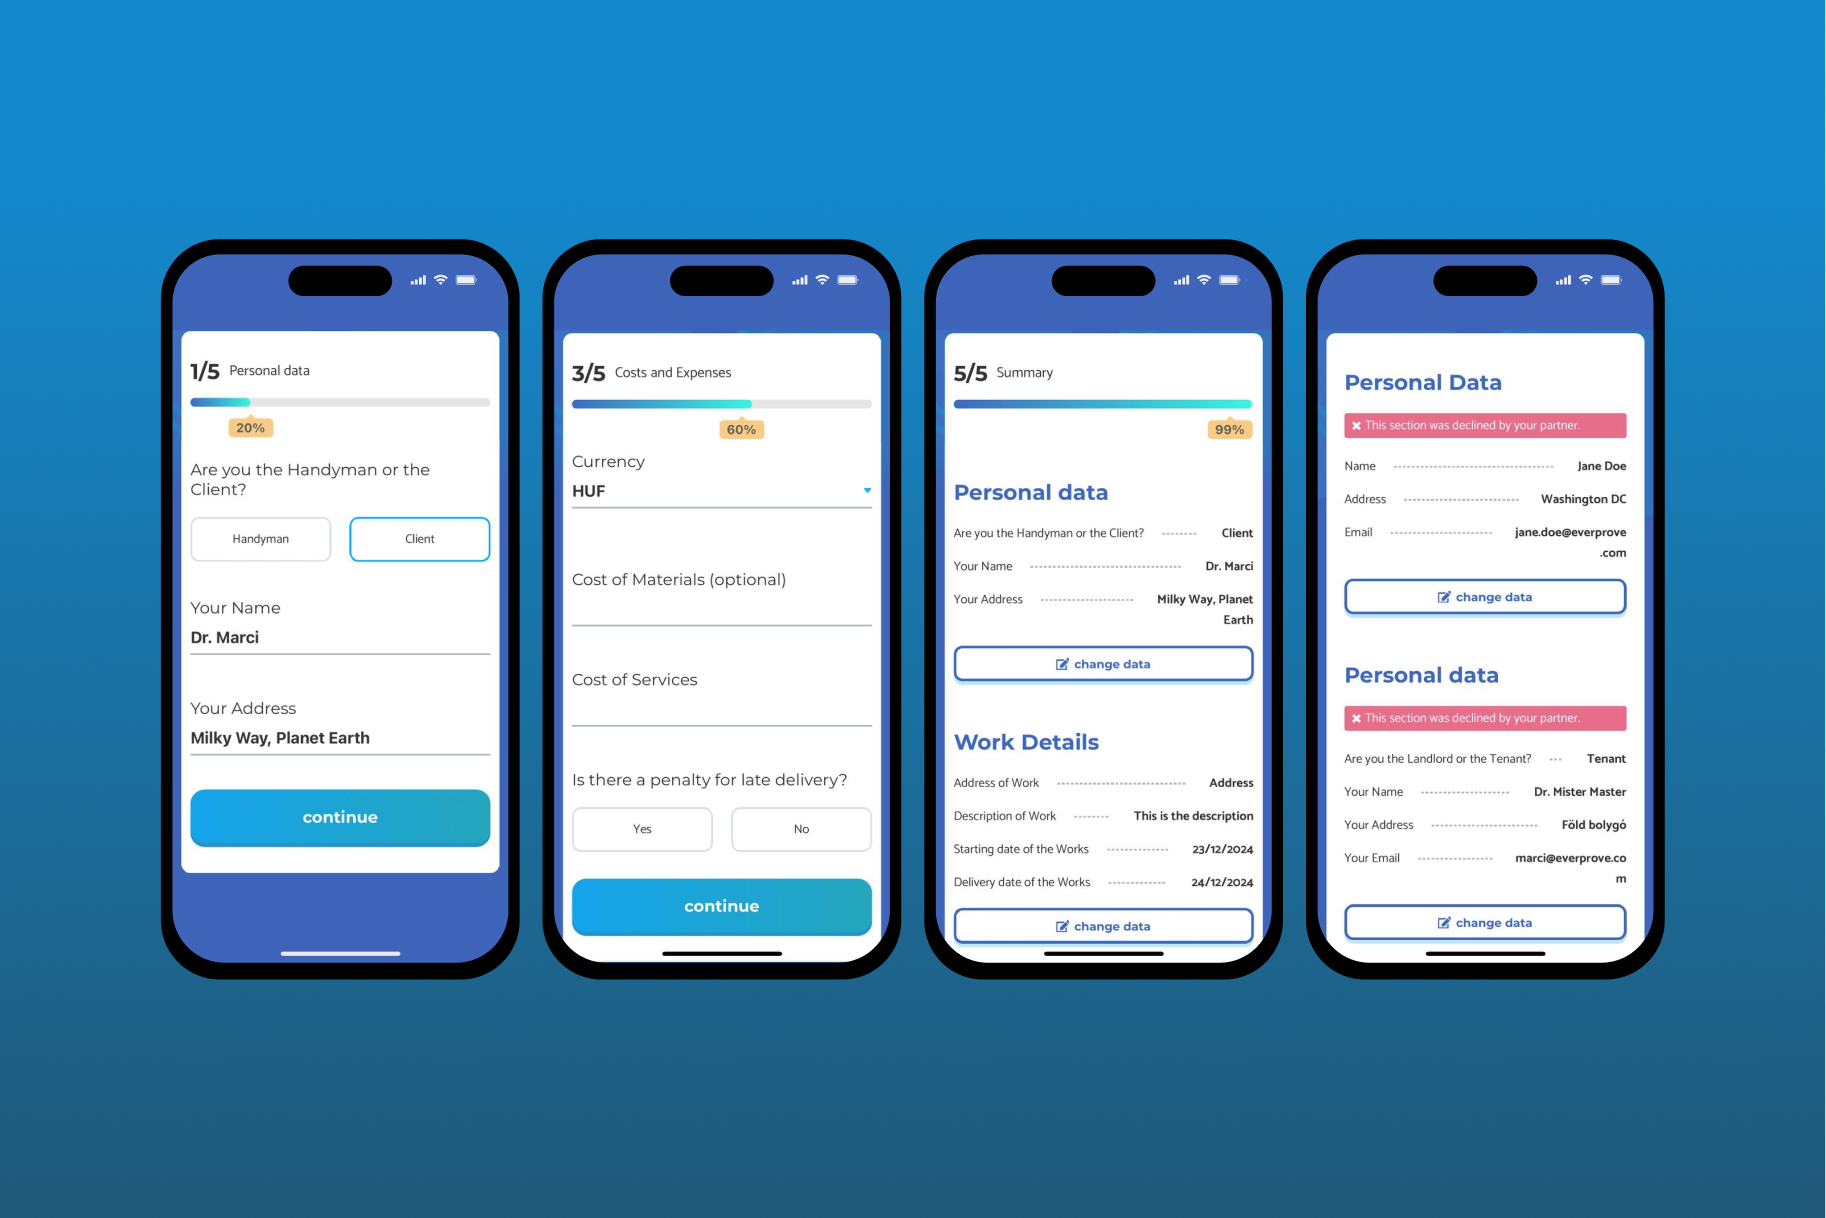 1/5 Personal data
20%
Are you the Handyman or the
Client?
Handyman
Client
Your Name
Dr. Marci
Your Address
Milky Way, Planet Earth
continue
3/5 Costs and Expenses
60%
Currency
HUF
Cost of Materials (optional)
Cost of Services
Is there a penalty for late delivery?
Yes
No
continue
5/5 Summary
99%
Personal data
Are you the Handyman or the Client? Client
Your Name Dr. Marci
Your Address Milky Way, Planet
Earth
change data
Work Details
Address of Work Address
Description of Work This is the description
Starting date of the Works 23/12/2024
Delivery date of the Works 24/12/2024
change data
Personal Data
This section was declined by your partner.
Name Jane Doe
Address Washington DC
Email jane.doe@everprove
.com
change data
Personal data
This section was declined by your partner.
Are you the Landlord or the Tenant? Tenant
Your Name Dr. Mister Master
Your Address Föld bolygó
Your Email marci@everprove.co
m
change data